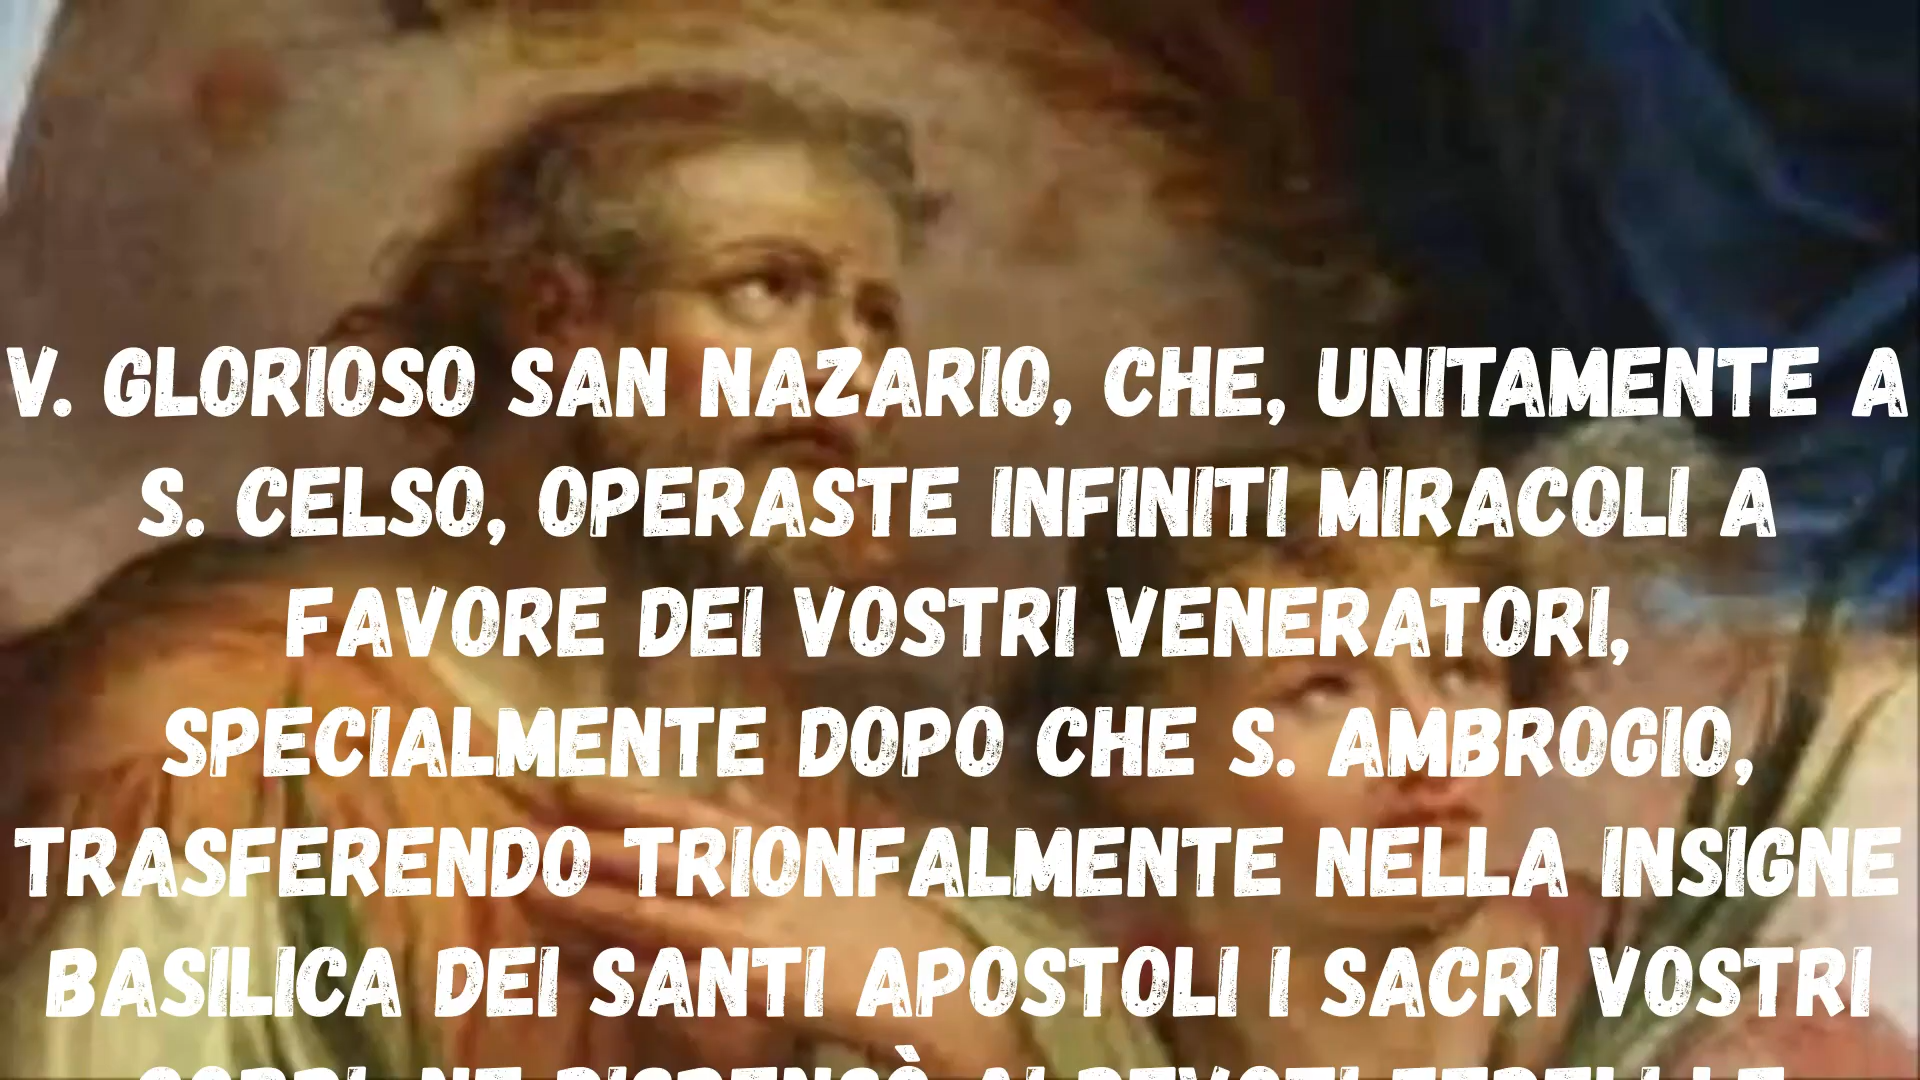 V. GLORIOSO SAN NAZARIO, CHE, UNITAMENTE A
S. CELSO, OPERASTE INFINITI MIRACOLI A
FAVORE DEI VOSTRI VENERATORI,
SPECIALMENTE DOPO CHE S. AMBROGIO,
TRASFERENDO TRIONFALMENTE NELLA INSIGNE
BASILICA DEI SANTI APOSTOLI I SACRI VOSTRI